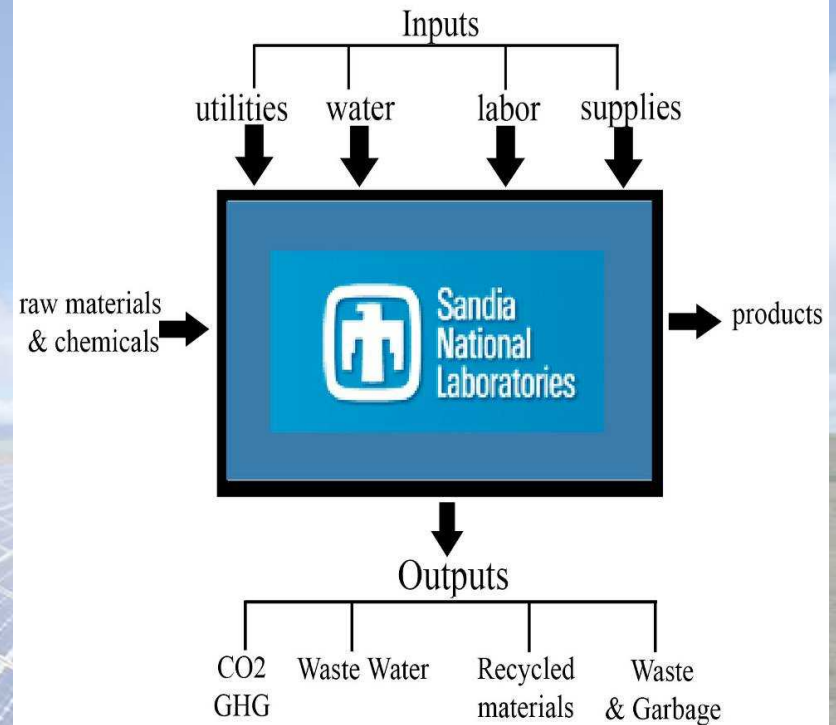 Inputs
utilities water labor supplies
raw materials
& chemicals
Sandia
National
Laboratories
products
Outputs
CO2
GHG
Waste Water
Recycled
materials
Waste
& Garbage